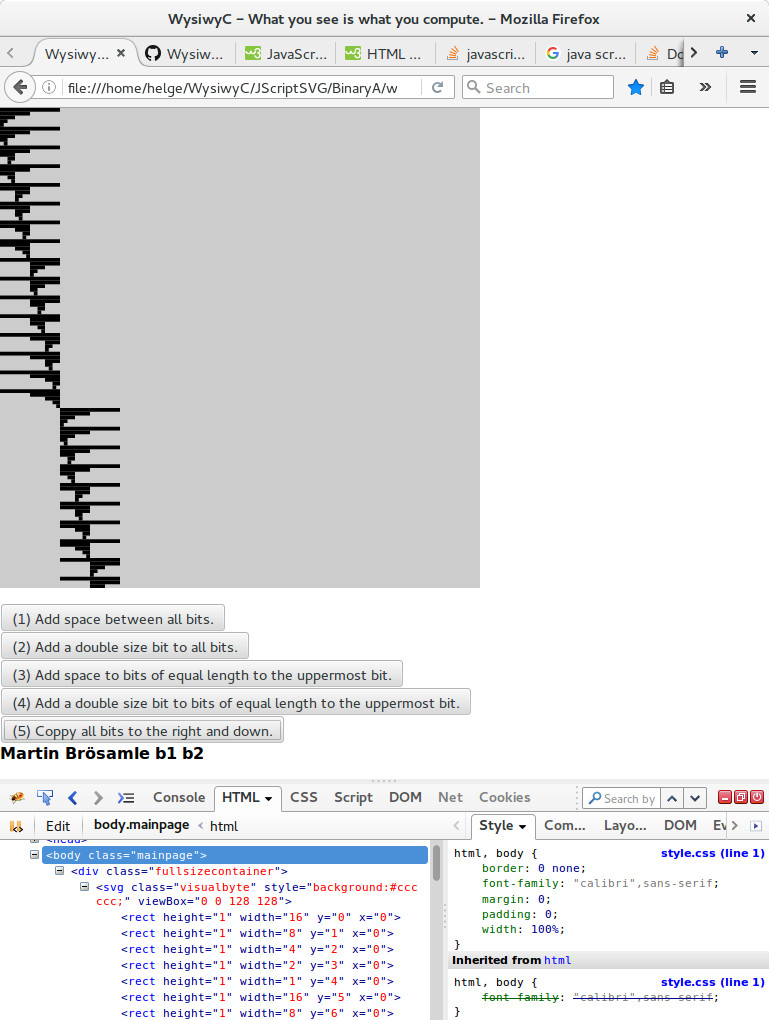 WysiwyC – What you see is what you compute. – Mozilla Firefox
Wysiwy... Wysiw... JavaScr... HTML ... javascri... java scr...
file:///home/helge/WysiwyC/JScriptSVG/BinaryA/w Search
(1) Add space between all bits.
(2) Add a double size bit to all bits.
(3) Add space to bits of equal length to the uppermost bit.
(4) Add a double size bit to bits of equal length to the uppermost bit.
(5) Coppy all bits to the right and down.
Martin Brösamle b1 b2
Console HTML CSS Script DOM Net Cookies Search by
Edit body.mainpage < html Style Com... Layo... DOM
<body class="mainpage"> html, body { style.css (line 1)
<div class="fullsizecontainer"> border: 0 none;
<svg class="visualbyte" style="background:#ccc font-family: "calibri",sans-serif;
ccc;" viewBox="0 0 128 128"> margin: 0;
<rect height="1" width="16" y="0" x="0"> padding: 0;
<rect height="1" width="8" y="1" x="0"> width: 100%;
<rect height="1" width="4" y="2" x="0"> }
<rect height="1" width="2" y="3" x="0"> Inherited from html
<rect height="1" width="1" y="4" x="0"> html, body { style.css (line 1)
<rect height="1" width="16" y="5" x="0"> font-family: "calibri",sans-serif;
<rect height="1" width="8" y="6" x="0"> }